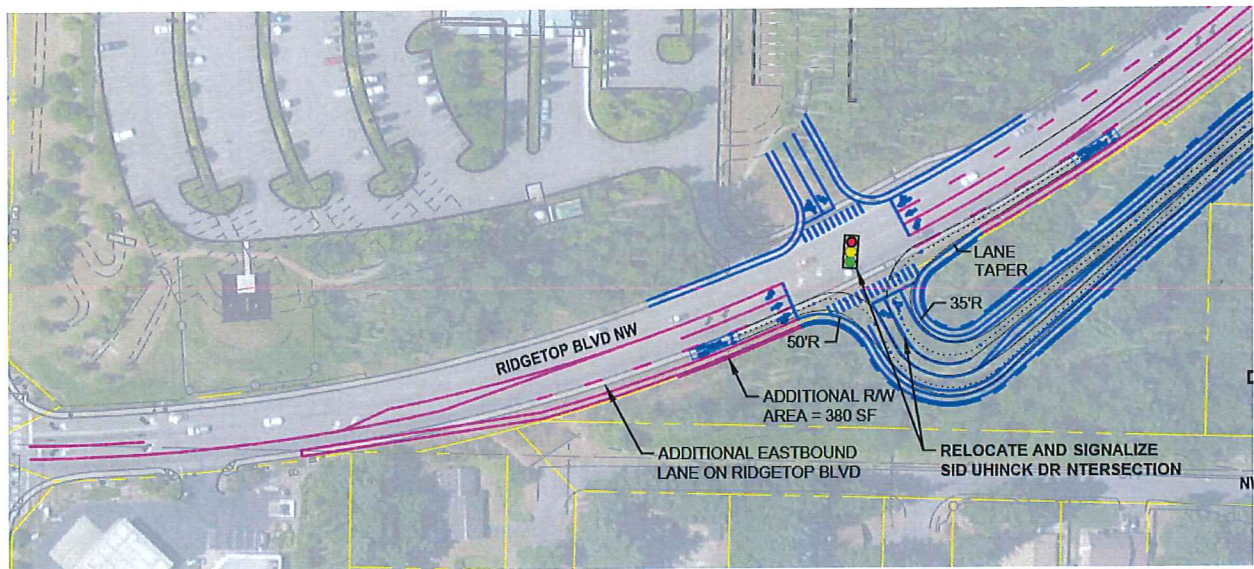 LANE
TAPER
35'R
RIDGETOP BLVD NW
50'R
ADDITIONAL R/W
AREA = 380 SF
ADDITIONAL EASTBOUND
LANE ON RIDGETOP BLVD
RELOCATE AND SIGNALIZE
SID UHINCK DR NTERSECTION